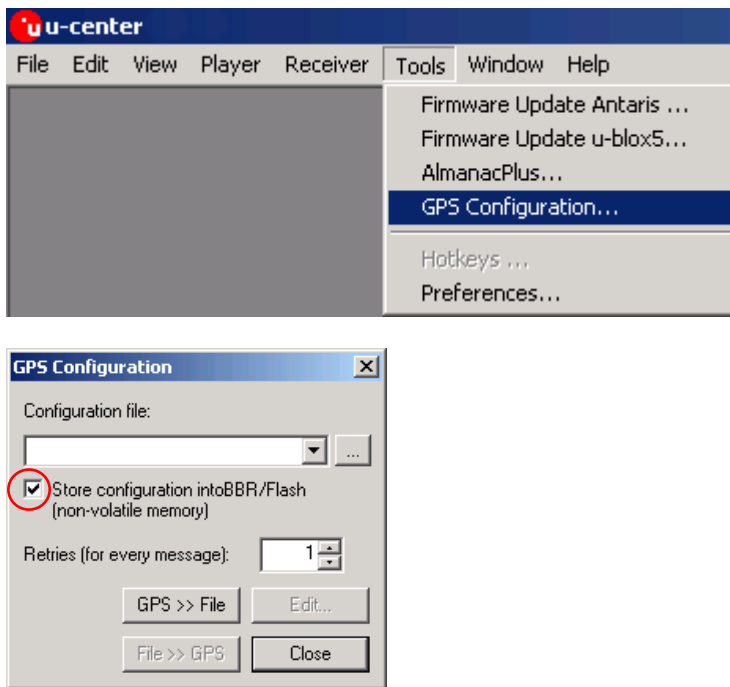 u-center
File Edit View Player Receiver Tools Window Help
Firmware Update Antaris ...
Firmware Update u-blox5...
AlmanacPlus...
GPS Configuration...
Hotkeys ...
Preferences...
GPS Configuration
Configuration file:
...
Store configuration intoBBR/Flash
(non-volatile memory)
Retries (for every message): 1
GPS >> File Edit...
File >> GPS Close